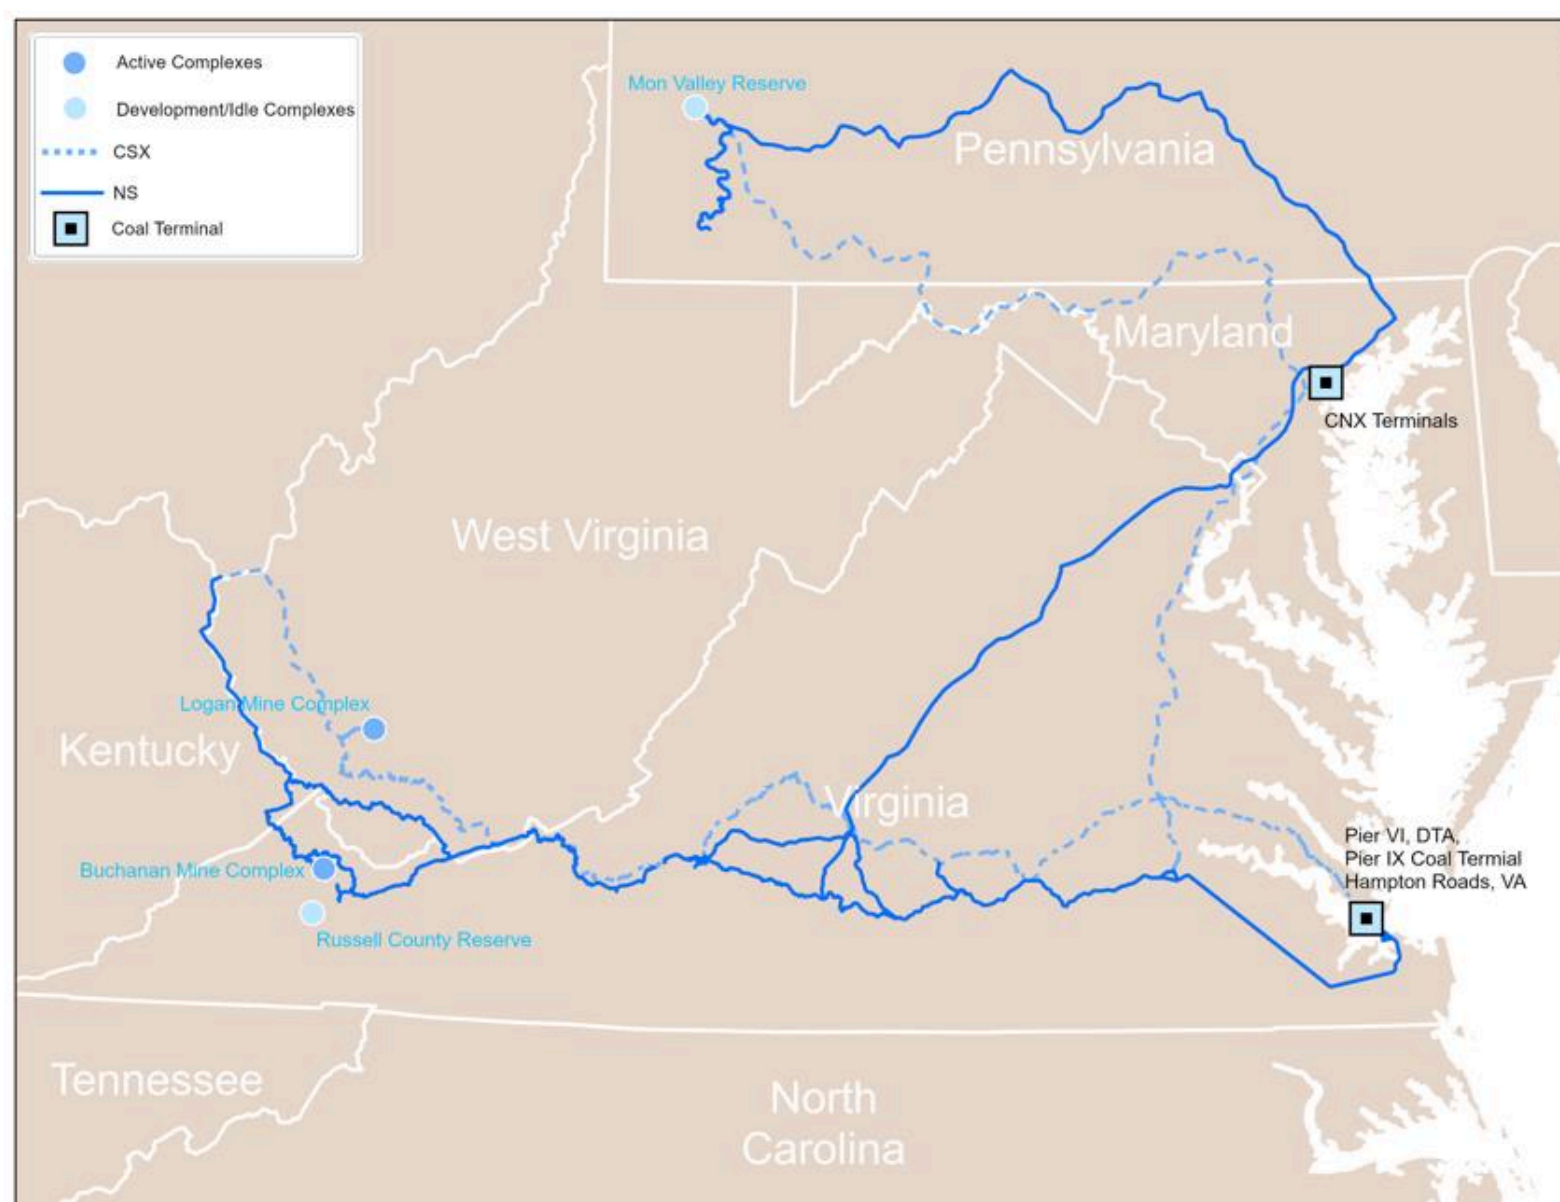 Active Complexes
Development/Idle Complexes
CSX
NS
Coal Terminal
Mon Valley Reserve
Pennsylvania
Maryland
CNX Terminals
West Virginia
Logan Mine Complex
Kentucky
Virginia
Pier VI, DTA,
Pier IX Coal Termial
Hampton Roads, VA
Buchanan Mine Complex
Russell County Reserve
Tennessee
North
Carolina